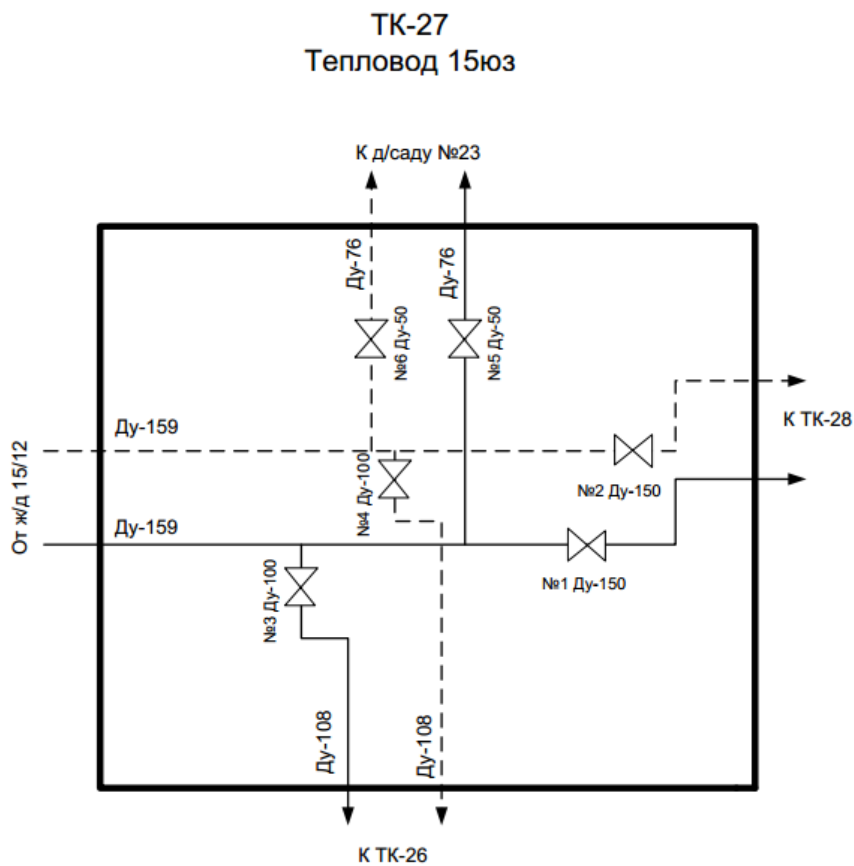 ТК-27
Тепловод 15юз
К д/саду №23
Ду-76
Ду-76
№6 Ду-50
№5 Ду-50
Ду-159
К ТК-28
От ж/д 15/12
№4 Ду-100
№2 Ду-150
Ду-159
№3 Ду-100
№1 Ду-150
Ду-108
Ду-108
К ТК-26